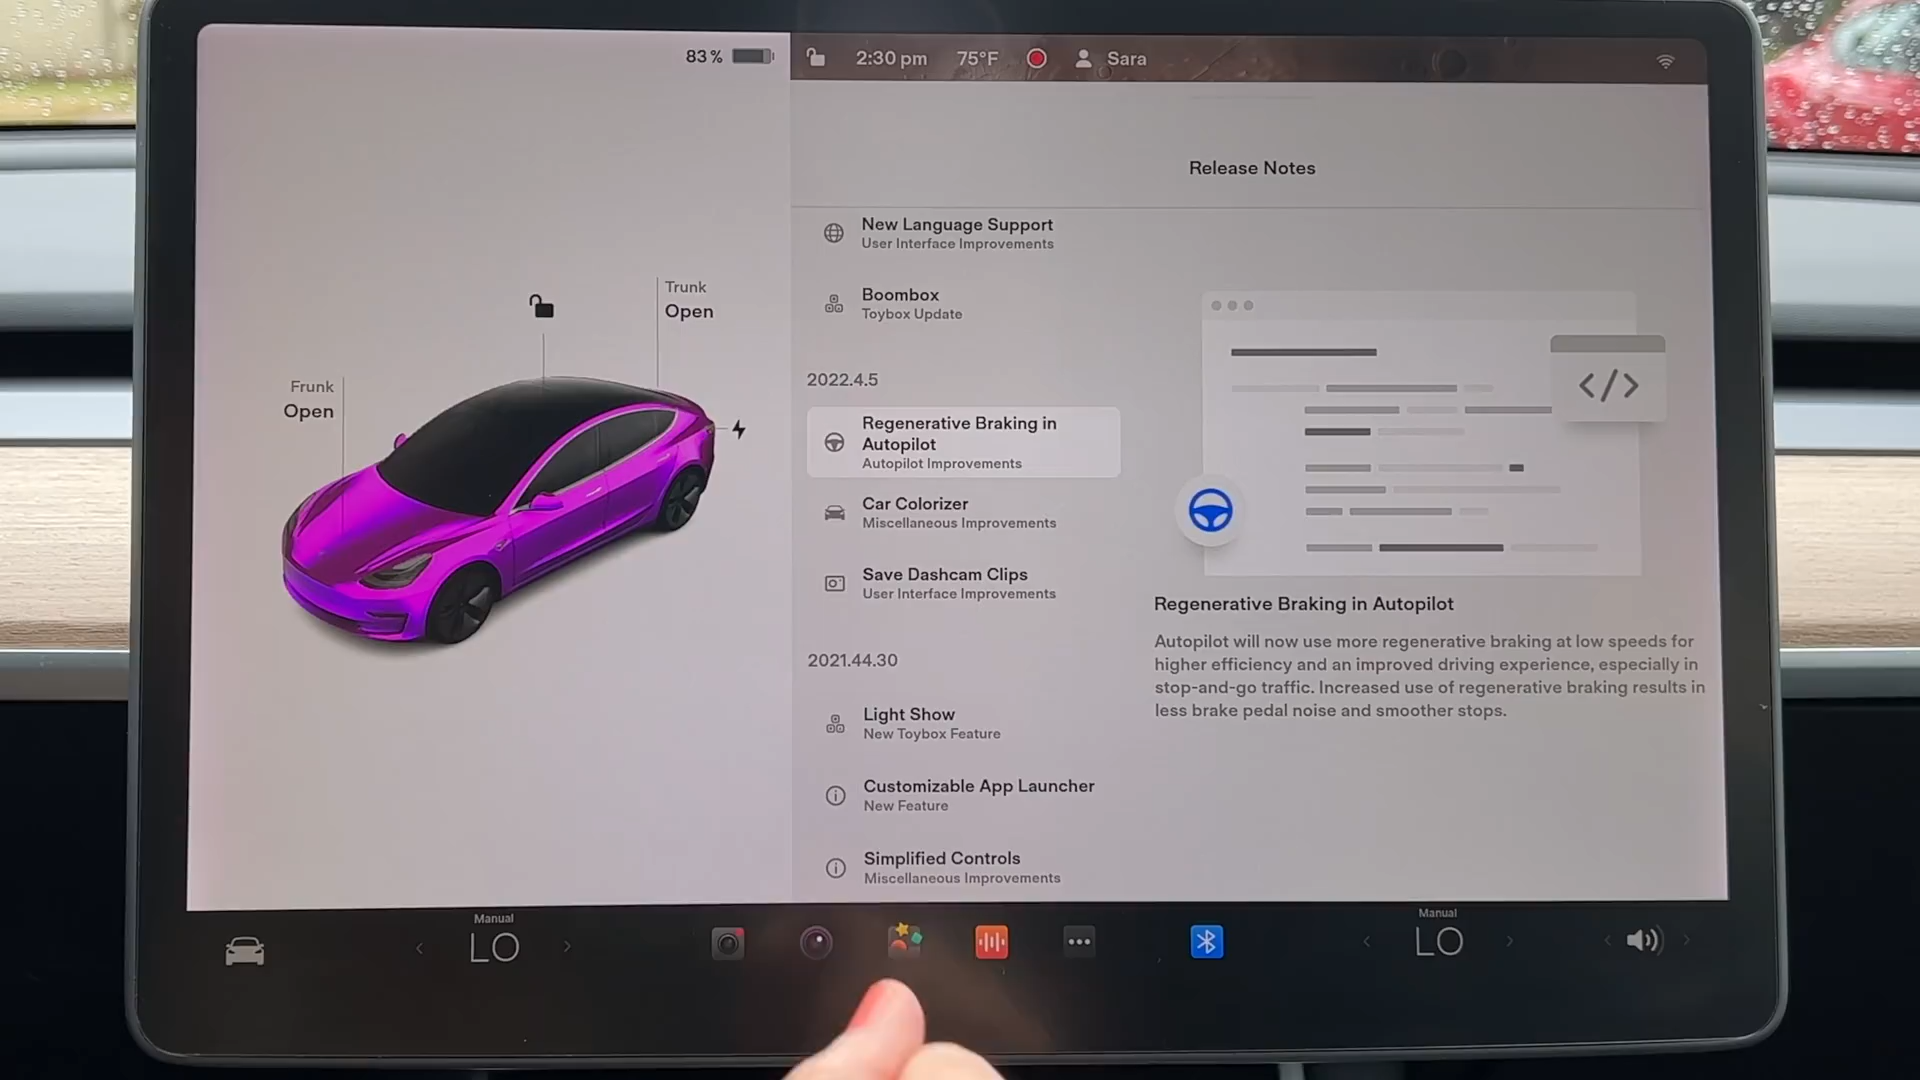 83 %
2:30 pm
75°F
Sara
Trunk
Open
Frunk
Open
Release Notes
New Language Support
User Interface Improvements
Boombox
Toybox Update
2022.4.5
Regenerative Braking in
Autopilot
Autopilot Improvements
Car Colorizer
Miscellaneous Improvements
Save Dashcam Clips
User Interface Improvements
2021.44.30
Light Show
New Toybox Feature
Customizable App Launcher
New Feature
Simplified Controls
Miscellaneous Improvements
</>
Regenerative Braking in Autopilot
Autopilot will now use more regenerative braking at low speeds for
higher efficiency and an improved driving experience, especially in
stop-and-go traffic. Increased use of regenerative braking results in
less brake pedal noise and smoother stops.
Manual
LO
Manual
LO